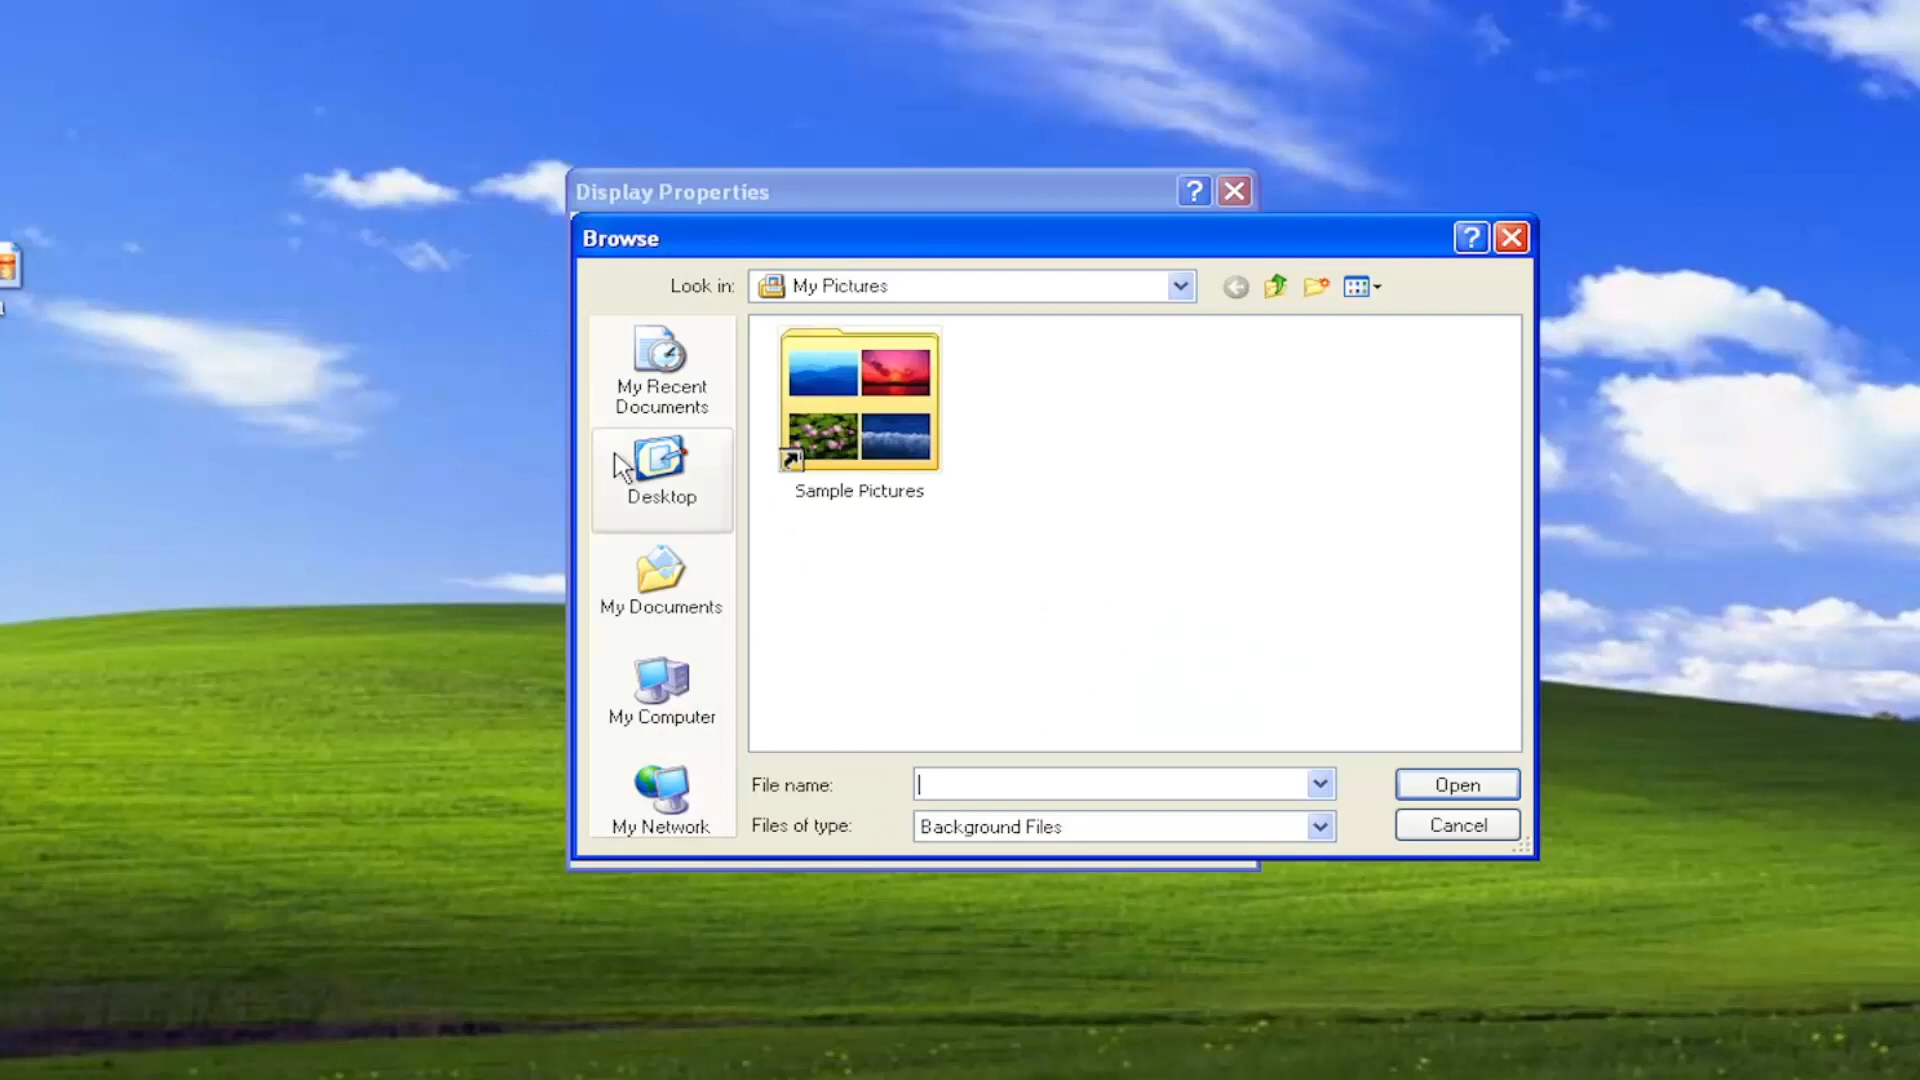 Display Properties
Browse
Look in:
My Pictures
My Recent
Documents
Desktop
Sample Pictures
My Documents
My Computer
My Network
File name:
Open
Files of type:
Background Files
Cancel